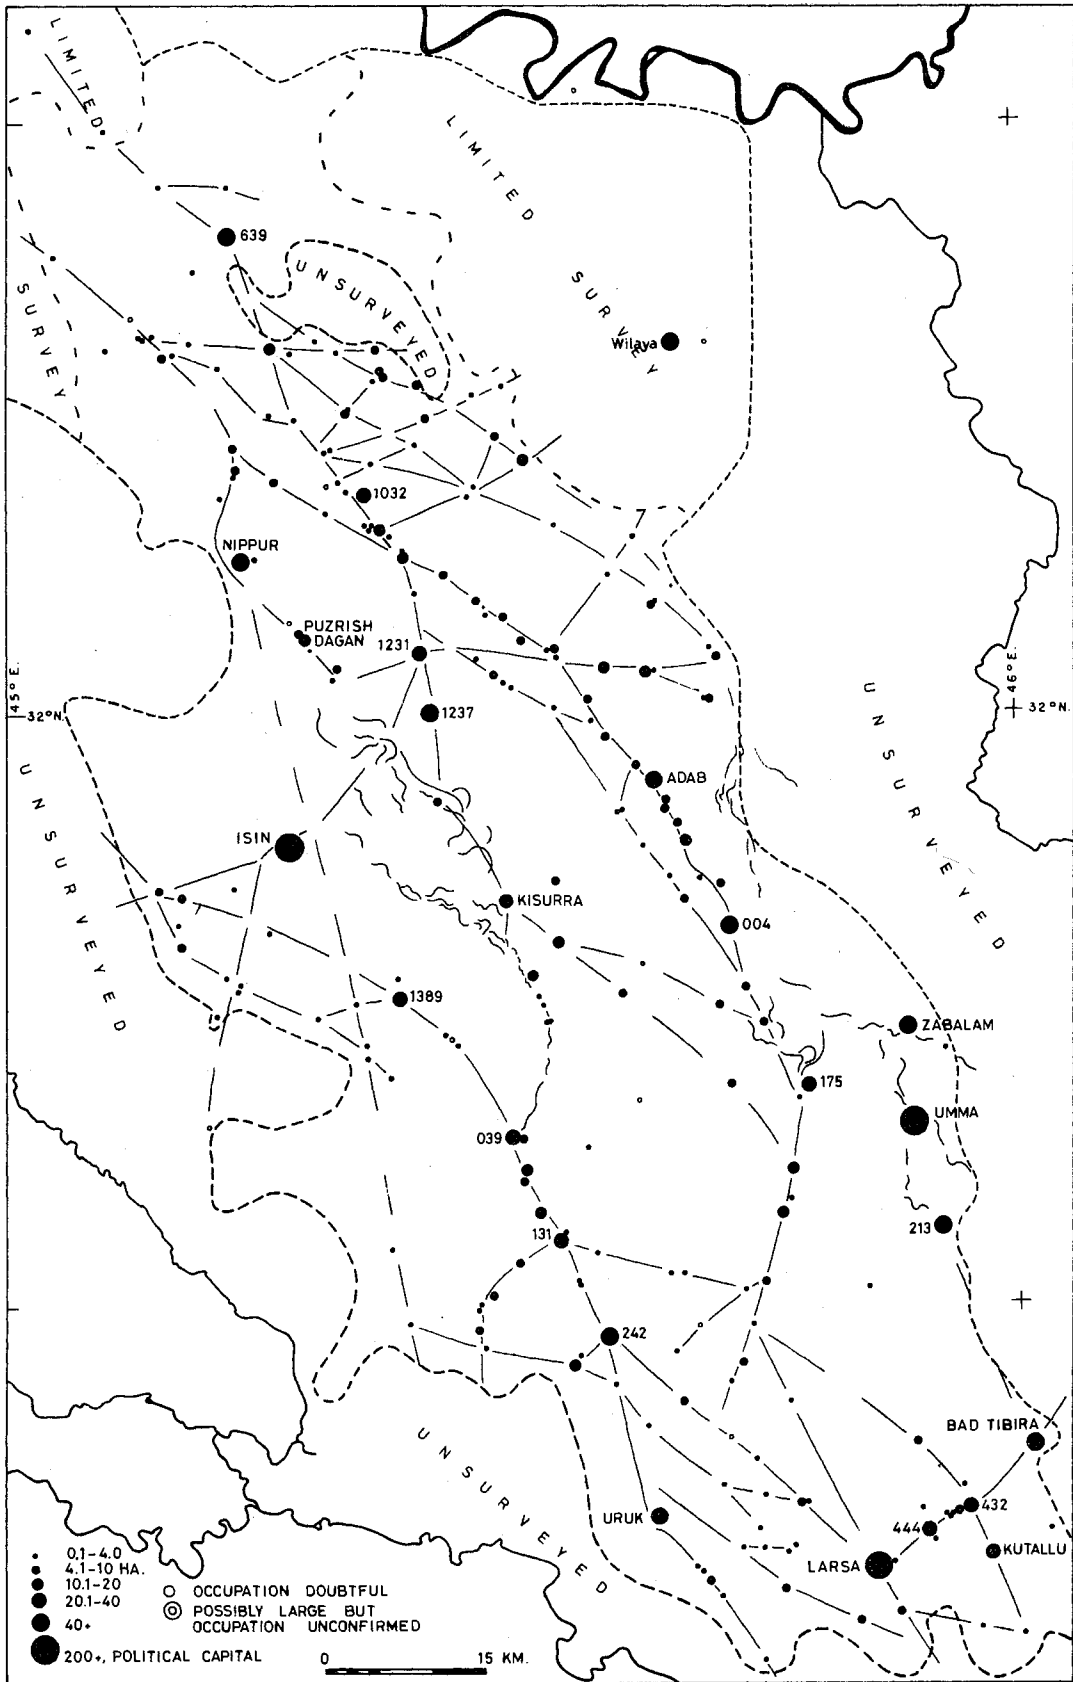 LIMITED
LIMITED
SURVEY
UNSURVEYED
SURVEY
639
Wilaya
1032
NIPPUR
PUZRISH
DAGAN
1231
1237
45° E.
32°N.
46° E.
32°N.
UNSURVEYED
UNSURVEYED
ADAB
ISIN
KISURRA
004
1389
ZABALAM
175
UMMA
039
213
131
242
BAD TIBIRA
UNSURVEYED
URUK
432
444
KUTALLU
LARSA
0.1–4.0
4.1–10 HA.
10.1–20
20.1–40
40+
200+, POLITICAL CAPITAL
OCCUPATION DOUBTFUL
POSSIBLY LARGE BUT
OCCUPATION UNCONFIRMED
0 15 KM.